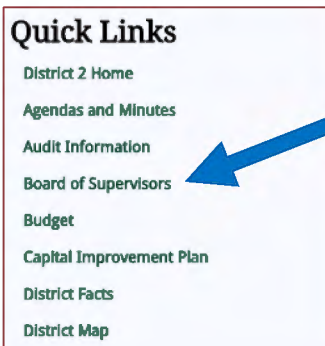 Quick Links
District 2 Home
Agendas and Minutes
Audit Information
Board of Supervisors
Budget
Capital Improvement Plan
District Facts
District Map